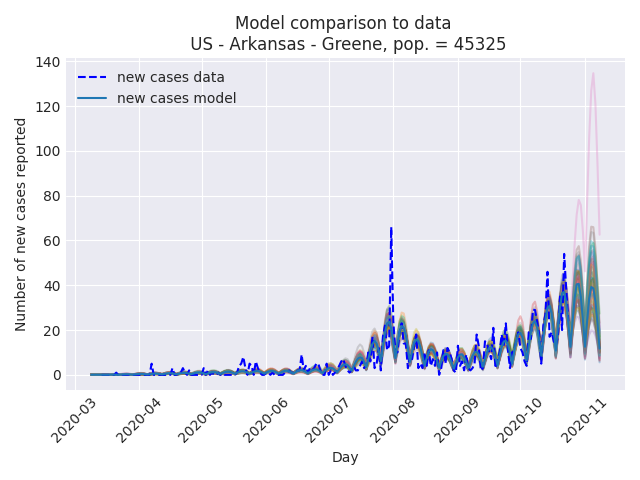 Model comparison to data
US - Arkansas - Greene, pop. = 45325
new cases data
new cases model
Number of new cases reported
140
120
100
80
60
40
20
0
2020-03
2020-04
2020-05
2020-06
2020-07
2020-08
2020-09
2020-10
2020-11
Day